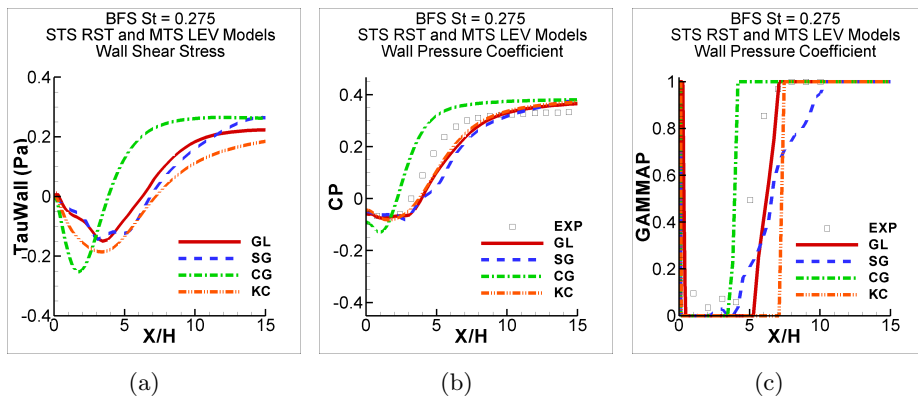 BFS St = 0.275
STS RST and MTS LEV Models
Wall Shear Stress
0.4
0.2
0
-0.2
-0.4
TauWall (Pa)
0
5
10
15
X/H
GL
SG
CG
KC
(a)
BFS St = 0.275
STS RST and MTS LEV Models
Wall Pressure Coefficient
0.4
0.2
0.0
-0.2
-0.4
CP
0
5
10
15
X/H
EXP
GL
SG
CG
KC
(b)
BFS St = 0.275
STS RST and MTS LEV Models
Wall Pressure Coefficient
1
0.8
0.6
0.4
0.2
0
GAMMAP
0
5
10
15
X/H
EXP
GL
SG
CG
KC
(c)